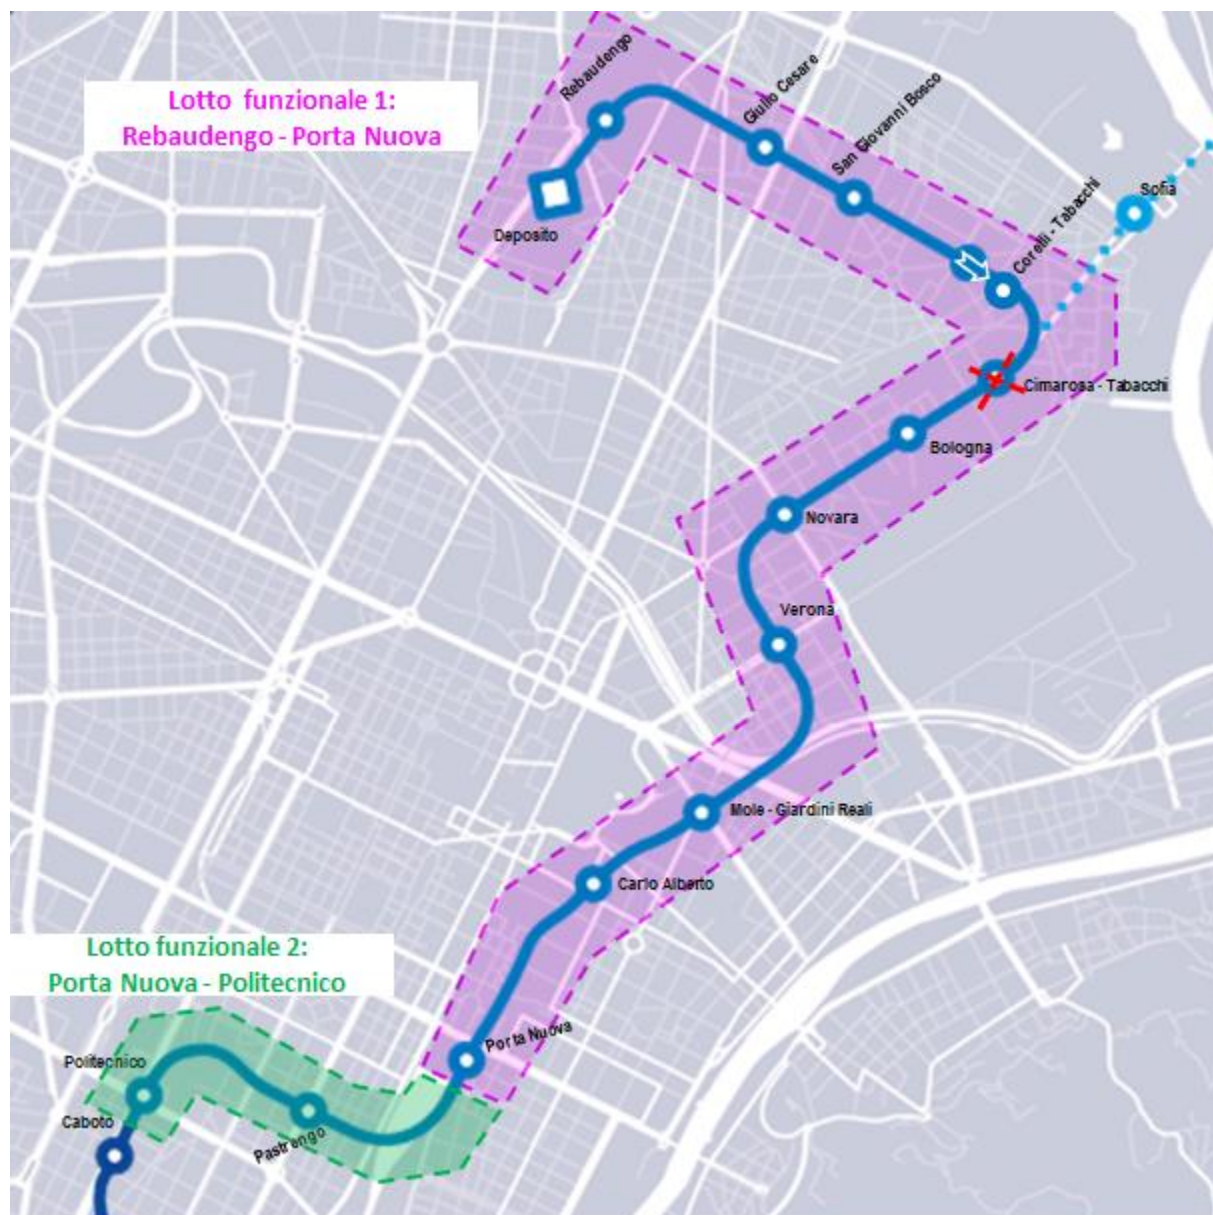 Rebaudengo
Lotto funzionale 1:
Rebaudengo - Porta Nuova
Giulio Cesare
San Giovanni Bosco
Sofia
Corelli - Tabacchi
Deposito
Cimarosa - Tabacchi
Bologna
Novara
Verona
Mole - Giardini Reali
Carlo Alberto
Lotto funzionale 2:
Porta Nuova - Politecnico
Porta Nuova
Politecnico
Caboto
Pastrengo